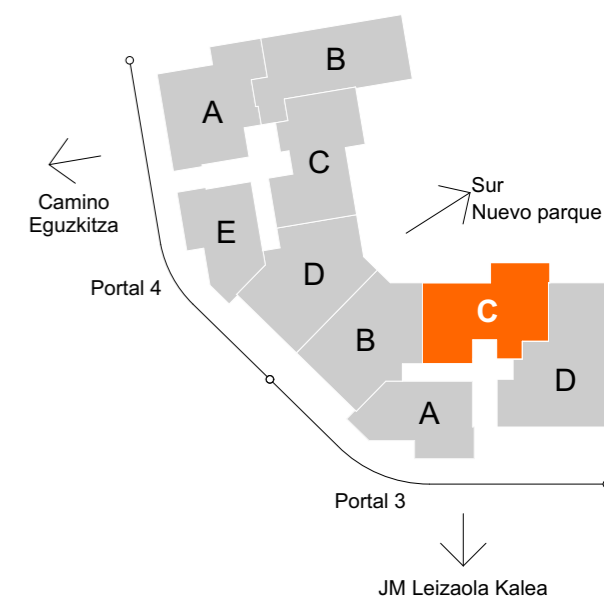 B
A
C
Sur
Nuevo parque
Camino
Eguzkitza
E
D
Portal 4
C
B
D
A
Portal 3
JM Leizaola Kalea